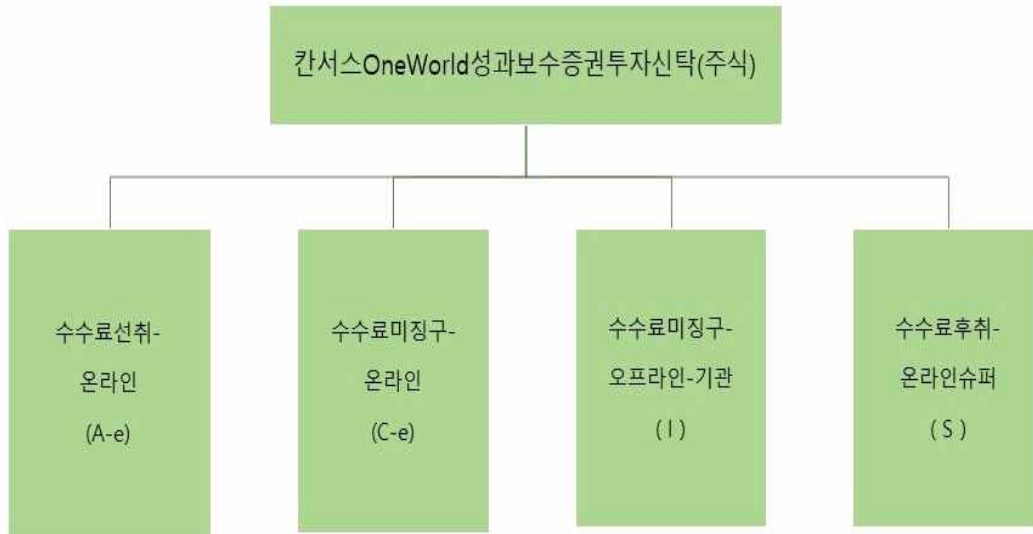 칸서스OneWorld성과보수증권투자신탁(주식)
수수료선취-
온라인
(A-e)
수수료미징구-
온라인
(C-e)
수수료미징구-
오프라인-기관
( I )
수수료후취-
온라인슈퍼
( S )